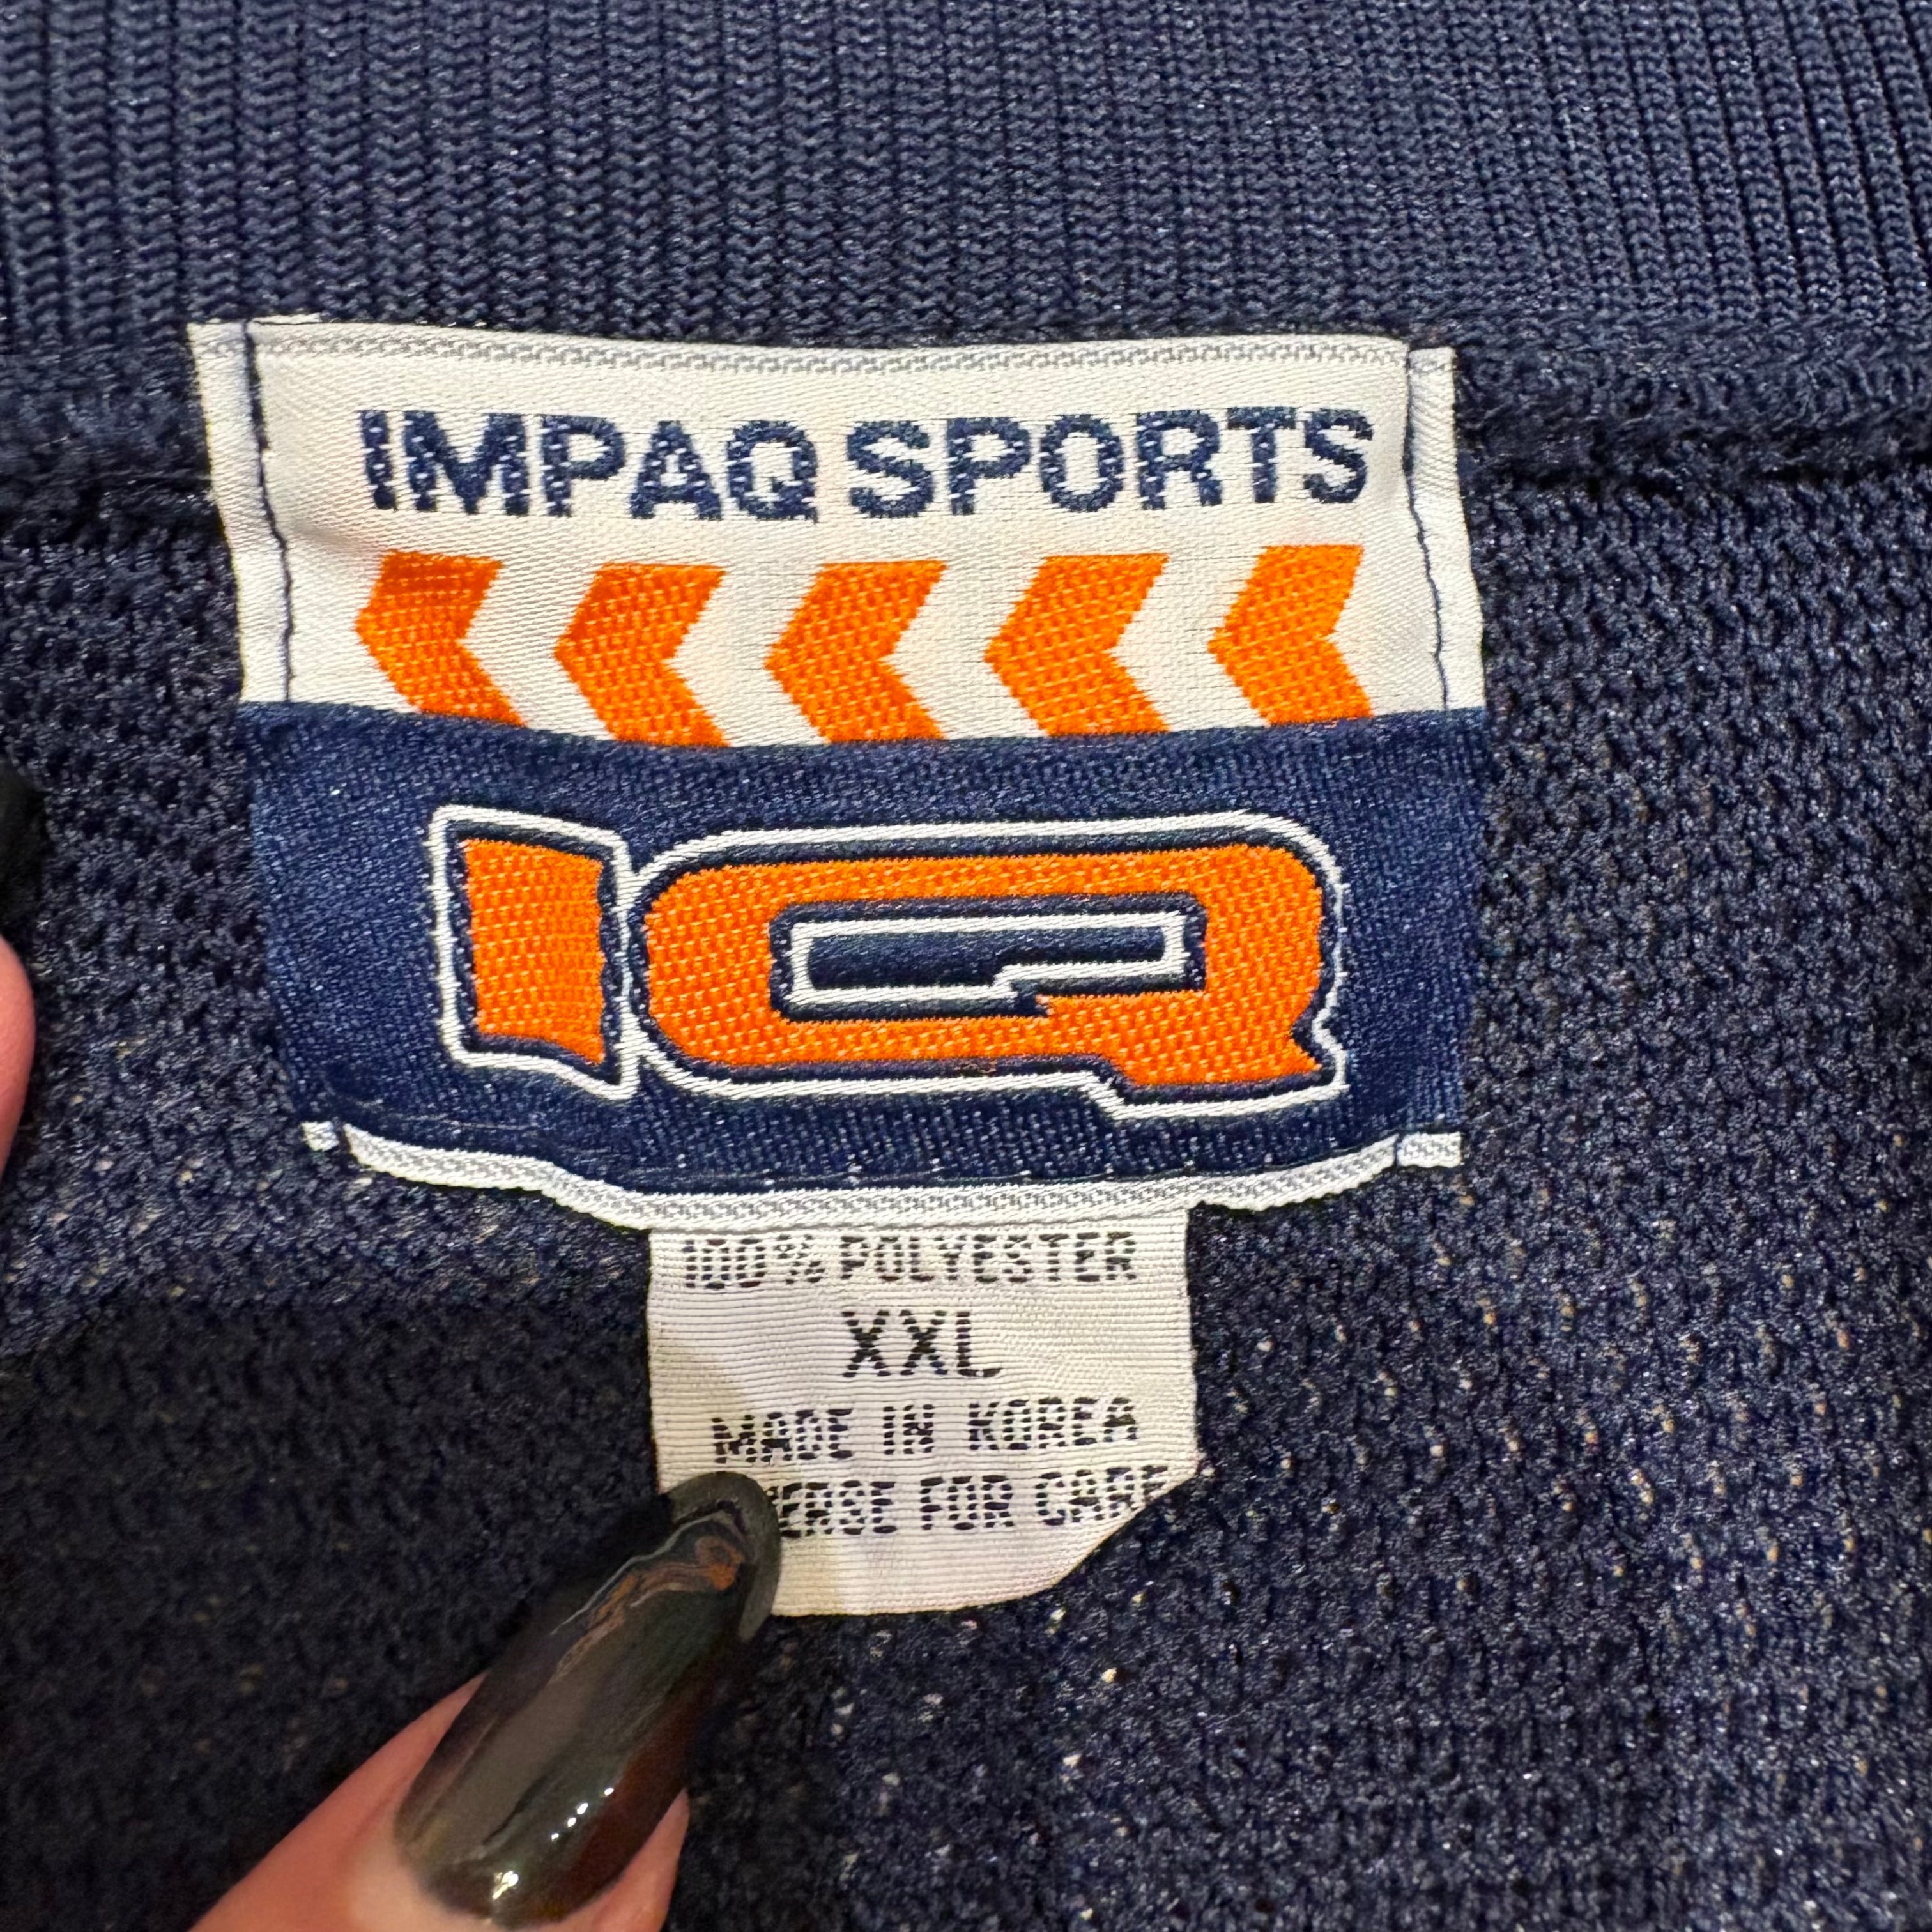 IMPAQ SPORTS
IQ
100% POLYESTER
XXL
MADE IN KOREA
FOR CARE